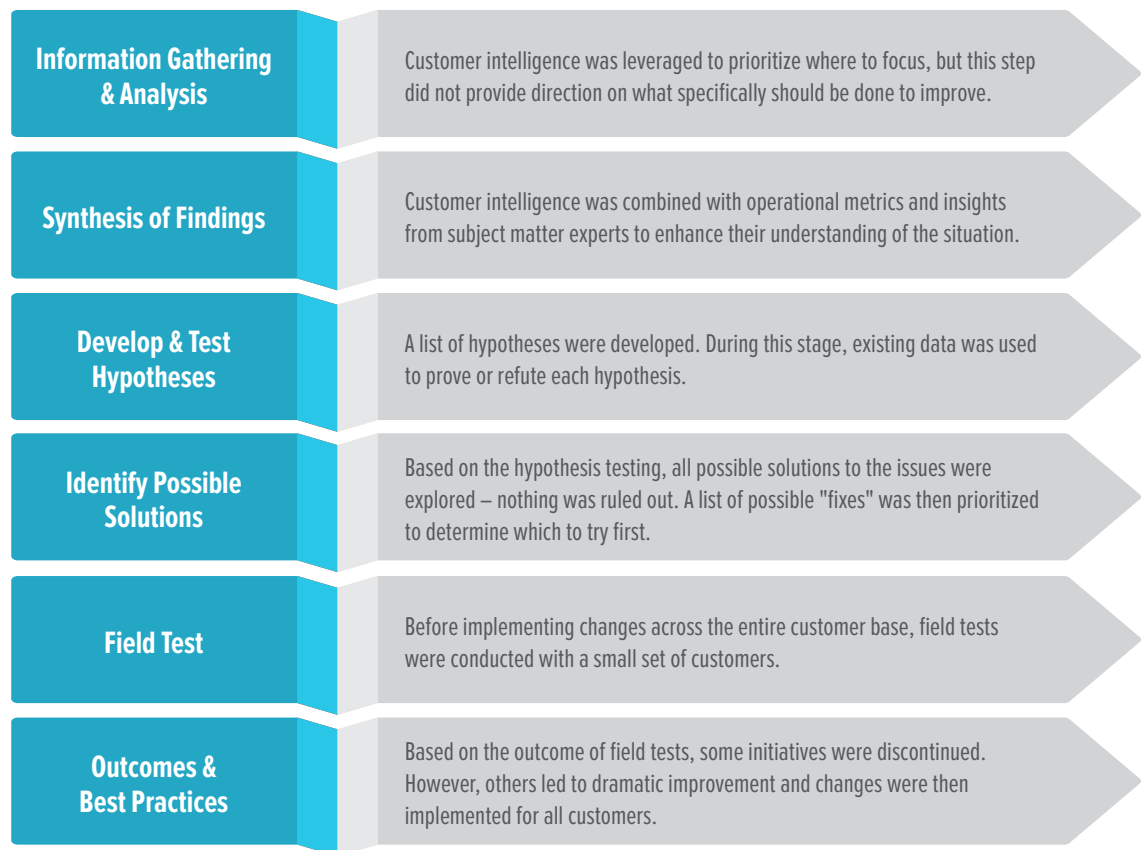 Information Gathering
& Analysis
Customer intelligence was leveraged to prioritize where to focus, but this step
did not provide direction on what specifically should be done to improve.
Synthesis of Findings
Customer intelligence was combined with operational metrics and insights
from subject matter experts to enhance their understanding of the situation.
Develop & Test
Hypotheses
A list of hypotheses were developed. During this stage, existing data was used
to prove or refute each hypothesis.
Identify Possible
Solutions
Based on the hypothesis testing, all possible solutions to the issues were
explored – nothing was ruled out. A list of possible "fixes" was then prioritized
to determine which to try first.
Field Test
Before implementing changes across the entire customer base, field tests
were conducted with a small set of customers.
Outcomes &
Best Practices
Based on the outcome of field tests, some initiatives were discontinued.
However, others led to dramatic improvement and changes were then
implemented for all customers.